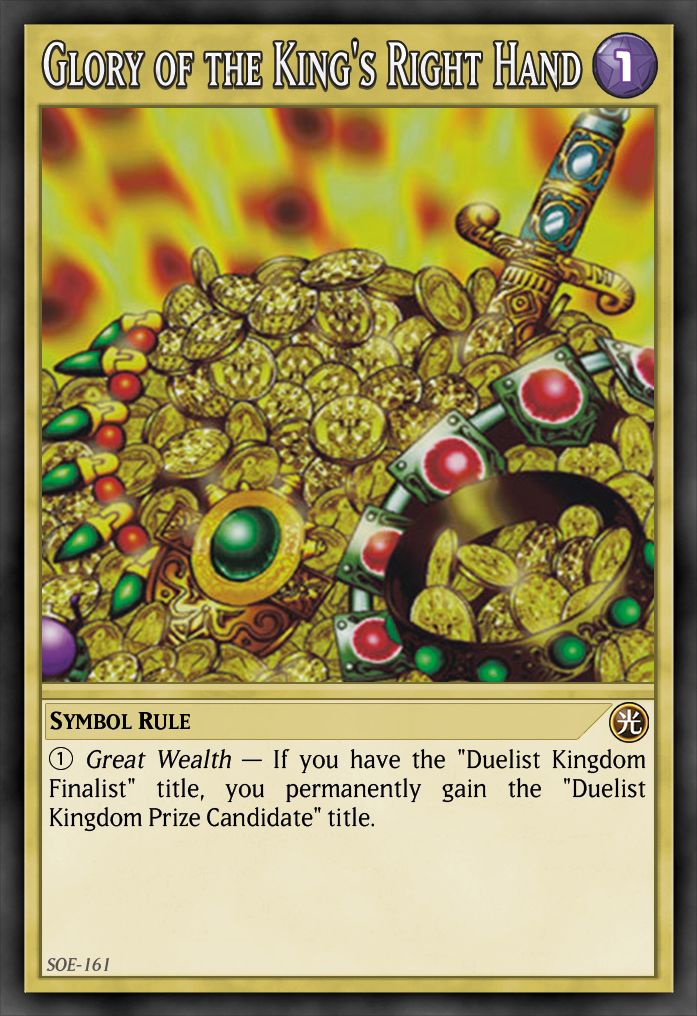 Glory of the King's Right Hand 1
Symbol Rule 光
① Great Wealth — If you have the "Duelist Kingdom
Finalist" title, you permanently gain the "Duelist
Kingdom Prize Candidate" title.
SOE-161